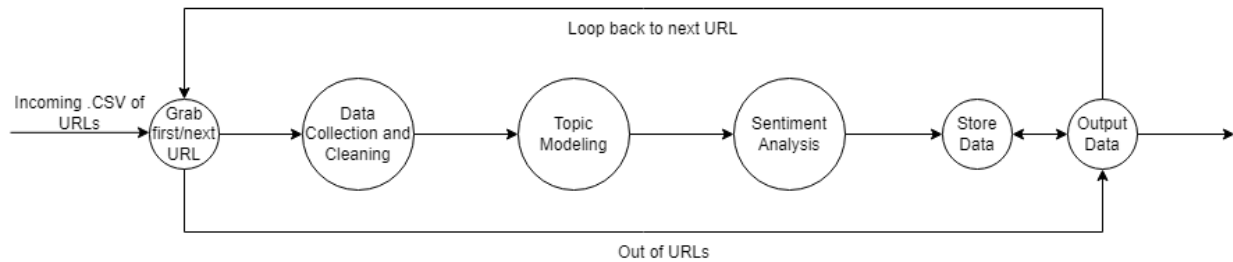 Loop back to next URL
Incoming .CSV of
URLs
Grab
first/next
URL
Data
Collection and
Cleaning
Topic
Modeling
Sentiment
Analysis
Store
Data
Output
Data
Out of URLs